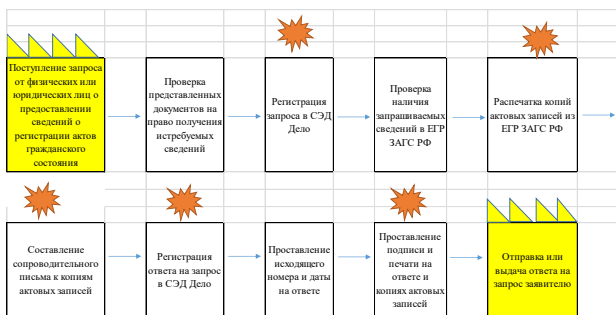 Поступление запроса
от физических или
юридических лиц о
предоставлении
сведений о
регистрации актов
гражданского
состояния
Проверка
представленных
документов на
право получения
истребуемых
сведений
Регистрация
запроса в СЭД
Дело
Проверка
наличия
запрашиваемых
сведений в ЕГР
ЗАГС РФ
Распечатка копий
актовых записей из
ЕГР ЗАГС РФ
Составление
сопроводительного
письма к копиям
актовых записей
Регистрация
ответа на запрос
в СЭД Дело
Проставление
исходящего
номера и даты
на ответе
Проставление
подписи и
печати на
ответе и
копиях актовых
записей
Отправка или
выдача ответа на
запрос заявителю